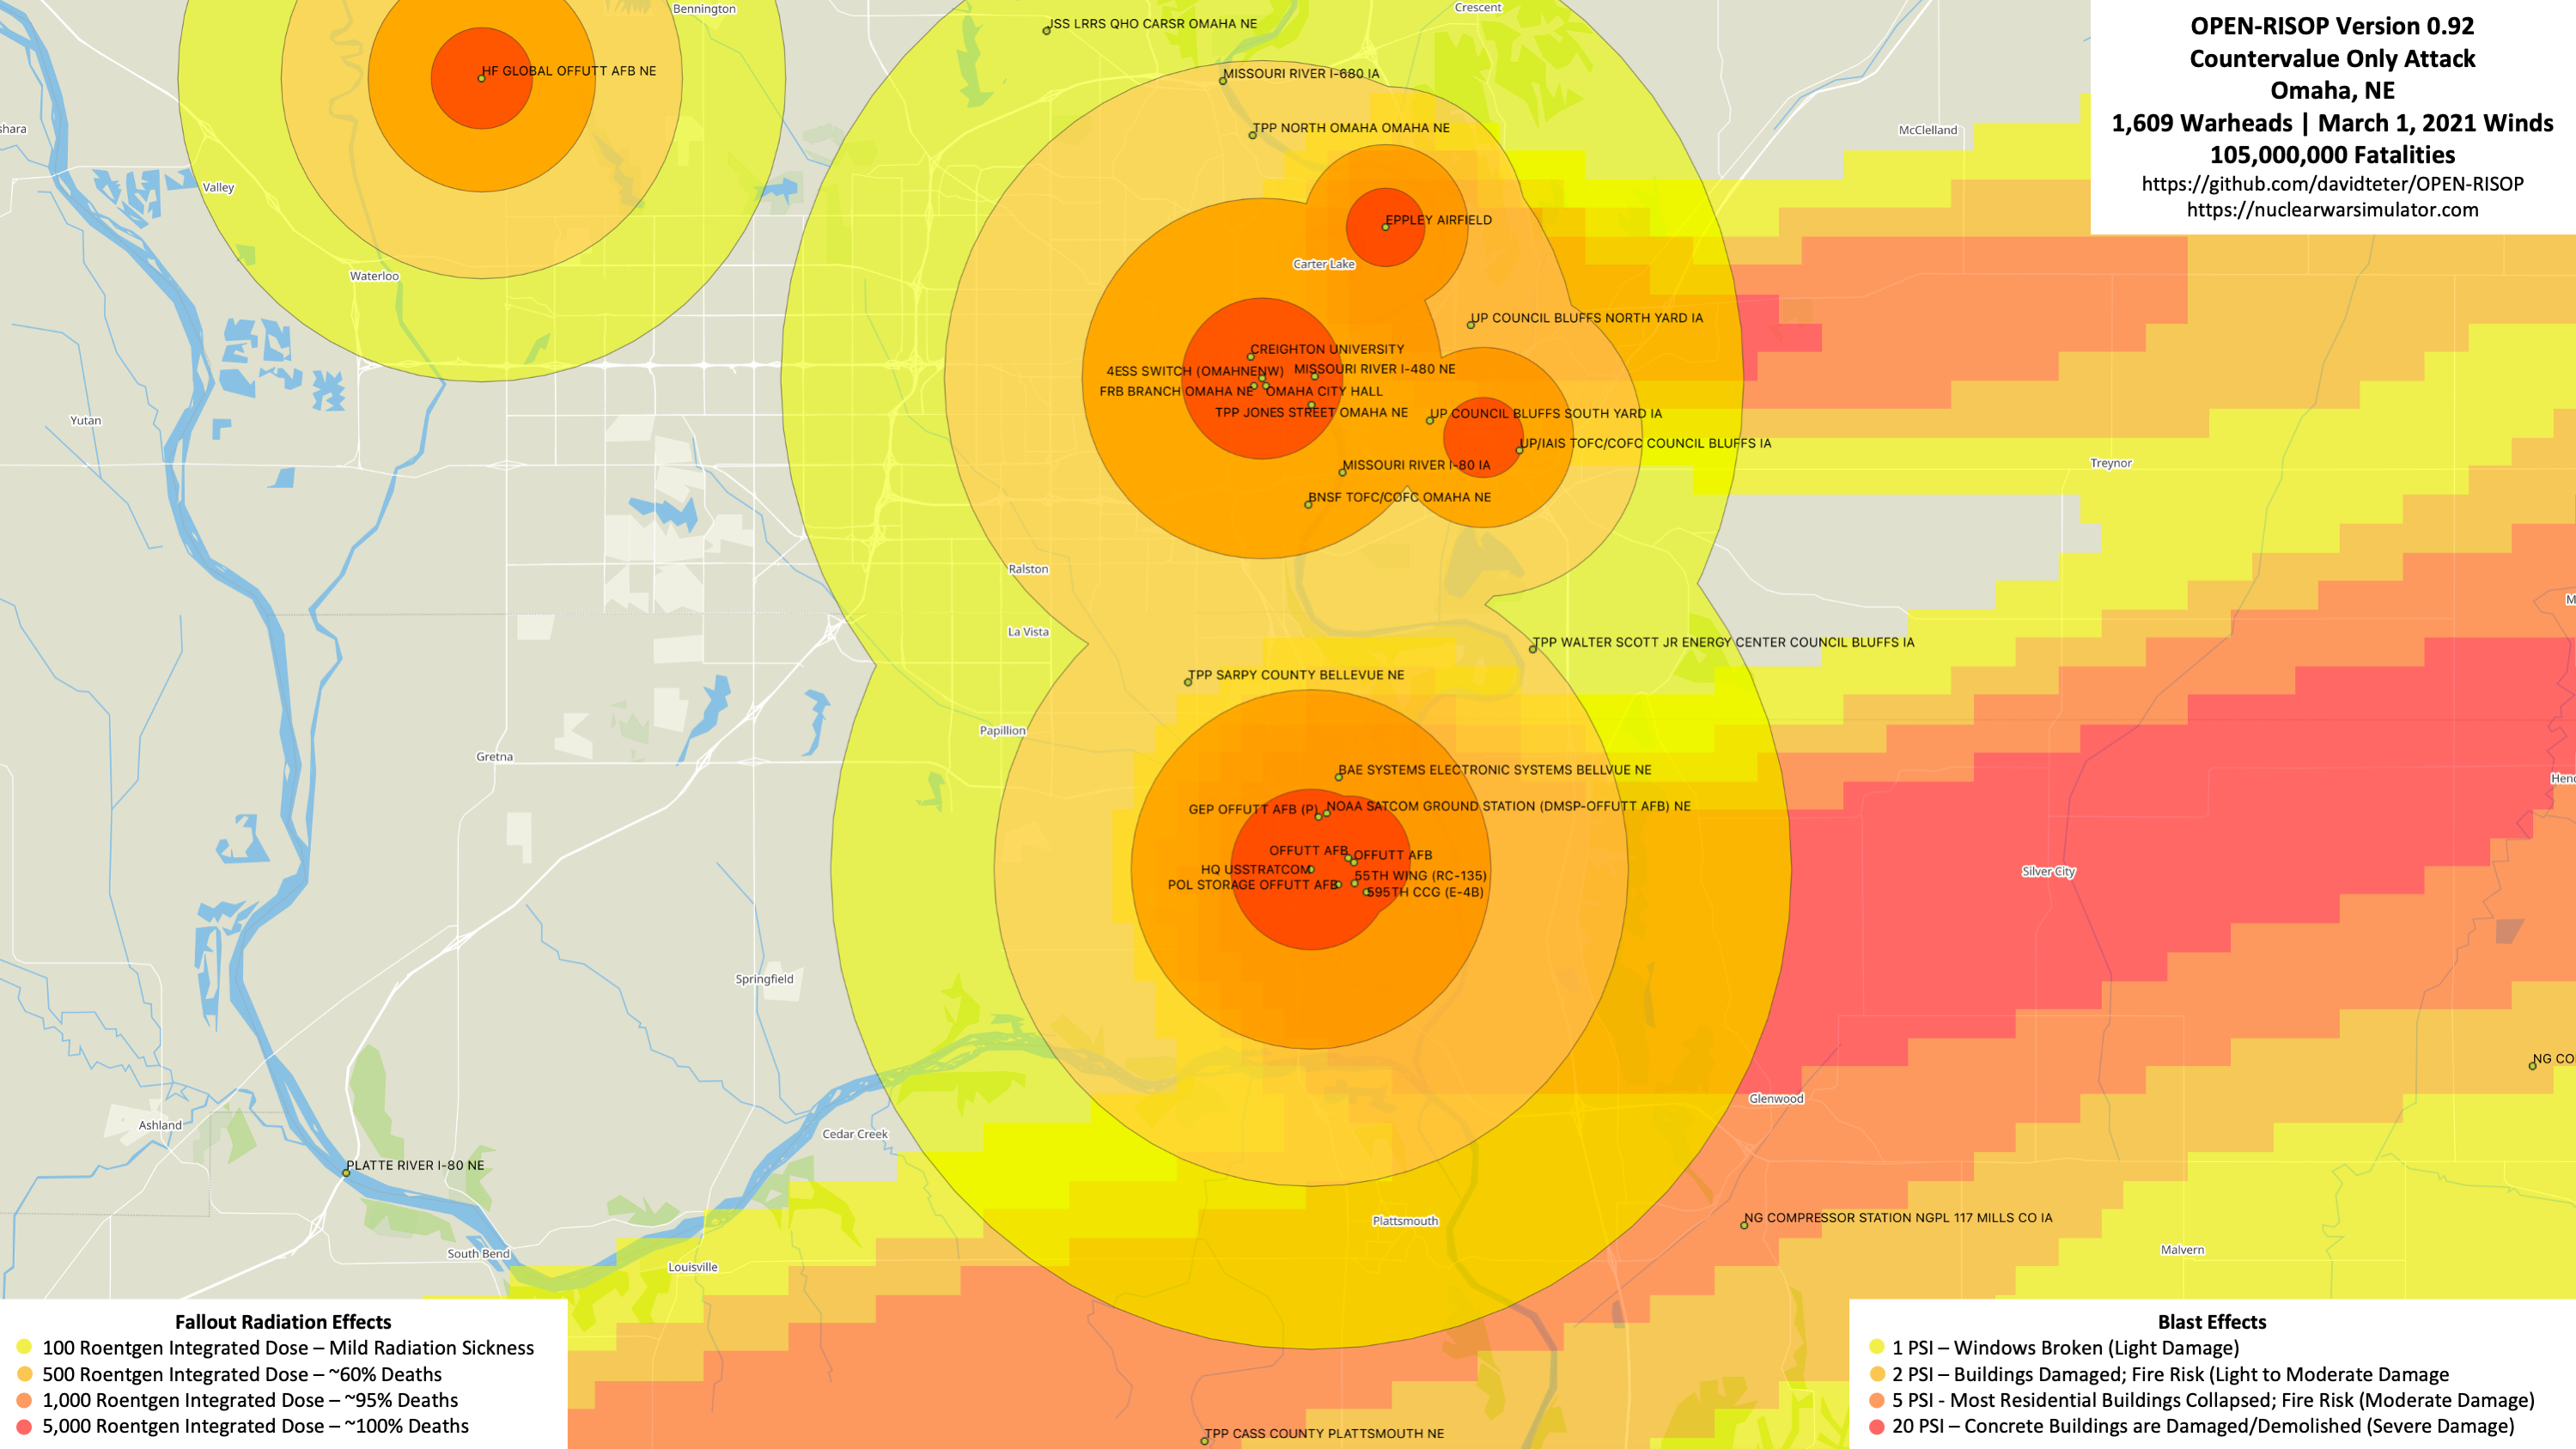 OPEN-RISOP Version 0.92
Countervalue Only Attack
Omaha, NE
1,609 Warheads | March 1, 2021 Winds
105,000,000 Fatalities
https://github.com/davidteter/OPEN-RISOP
https://nuclearwarsimulator.com
Bennington
Crescent
JSS LRRS QHO CARSR OMAHA NE
HF GLOBAL OFFUTT AFB NE
MISSOURI RIVER I-680 IA
TPP NORTH OMAHA OMAHA NE
McClelland
Valley
EPPLEY AIRFIELD
Carter Lake
Waterloo
UP COUNCIL BLUFFS NORTH YARD IA
CREIGHTON UNIVERSITY
4ESS SWITCH (OMAHNENW)
MISSOURI RIVER I-480 NE
FRB BRANCH OMAHA NE
OMAHA CITY HALL
TPP JONES STREET OMAHA NE
UP COUNCIL BLUFFS SOUTH YARD IA
Yutan
UP/IAIS TOFC/COFC COUNCIL BLUFFS IA
MISSOURI RIVER I-80 IA
Treynor
BNSF TOFC/COFC OMAHA NE
Ralston
La Vista
TPP WALTER SCOTT JR ENERGY CENTER COUNCIL BLUFFS IA
TPP SARPY COUNTY BELLEVUE NE
Papillion
Gretna
BAE SYSTEMS ELECTRONIC SYSTEMS BELLVUE NE
GEP OFFUTT AFB (P)
NOAA SATCOM GROUND STATION (DMSP-OFFUTT AFB) NE
OFFUTT AFB
OFFUTT AFB
HQ USSTRATCOM
55TH WING (RC-135)
POL STORAGE OFFUTT AFB
595TH CCG (E-4B)
Silver City
Springfield
NG CO
Glenwood
Ashland
Cedar Creek
PLATTE RIVER I-80 NE
Plattsmouth
NG COMPRESSOR STATION NGPL 117 MILLS CO IA
South Bend
Malvern
Louisville
TPP CASS COUNTY PLATTSMOUTH NE
Fallout Radiation Effects
100 Roentgen Integrated Dose – Mild Radiation Sickness
500 Roentgen Integrated Dose – ~60% Deaths
1,000 Roentgen Integrated Dose – ~95% Deaths
5,000 Roentgen Integrated Dose – ~100% Deaths
Blast Effects
1 PSI – Windows Broken (Light Damage)
2 PSI – Buildings Damaged; Fire Risk (Light to Moderate Damage
5 PSI - Most Residential Buildings Collapsed; Fire Risk (Moderate Damage)
20 PSI – Concrete Buildings are Damaged/Demolished (Severe Damage)